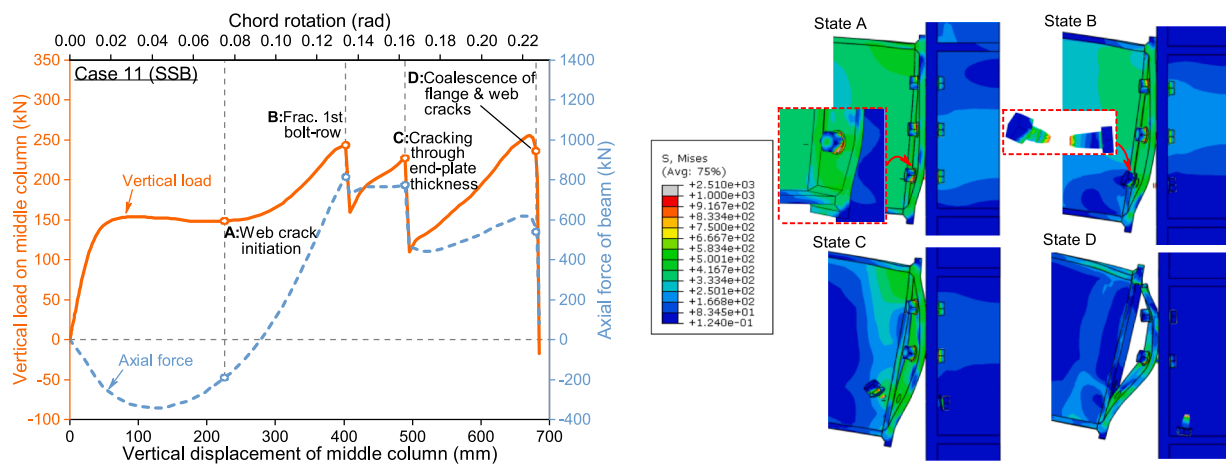 Chord rotation (rad)
0.00 0.02 0.04 0.06 0.08 0.10 0.12 0.14 0.16 0.18 0.20 0.22
Case 11 (SSB)
350
300
250
200
150
100
50
0
-50
-100
Vertical load on middle column (kN)
1400
1200
1000
800
600
400
200
0
-200
-400
Axial force of beam (kN)
D:Coalescence of
flange & web
cracks
B:Frac. 1st
bolt-row
C: Cracking
through
end-plate
thickness
Vertical load
A:Web crack
initiation
Axial force
0 100 200 300 400 500 600 700
Vertical displacement of middle column (mm)
State A
State B
S, Mises
(Avg: 75%)
+2.510e+03
+1.000e+03
+9.167e+02
+8.334e+02
+7.500e+02
+6.667e+02
+5.834e+02
+5.001e+02
+4.167e+02
+3.334e+02
+2.501e+02
+1.668e+02
+8.345e+01
+1.240e-01
State C
State D